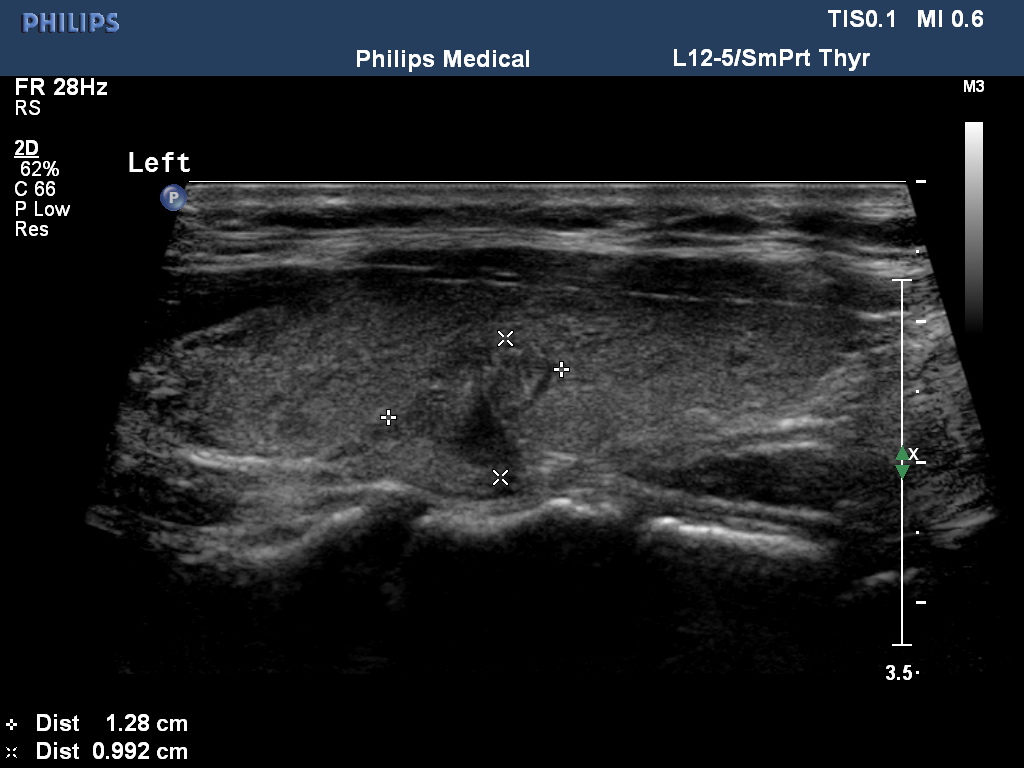 PHILIPS
TIS0.1 MI 0.6
Philips Medical L12-5/SmPrt Thyr
FR 28Hz
RS
M3
2D
62%
C 66
P Low
Res
Left
P
X
3.5
Dist 1.28 cm
Dist 0.992 cm